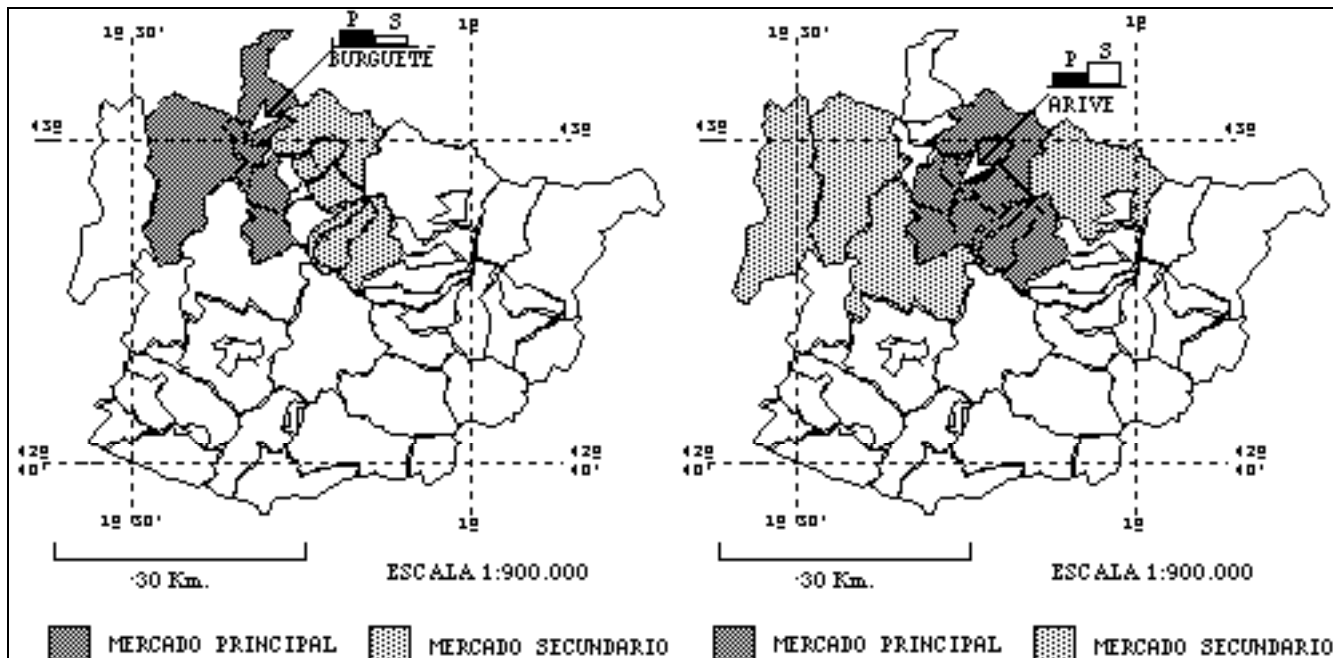 1º 30'
P S
BURGUETE
1º
43º
43º
42º
40'
42º
40'
1º 30'
1º
30 Km.
ESCALA 1:900.000
MERCADO PRINCIPAL
MERCADO SECUNDARIO
1º 30'
P S
ARIVE
1º
43º
43º
42º
40'
42º
40'
1º 30'
1º
30 Km.
ESCALA 1:900.000
MERCADO PRINCIPAL
MERCADO SECUNDARIO